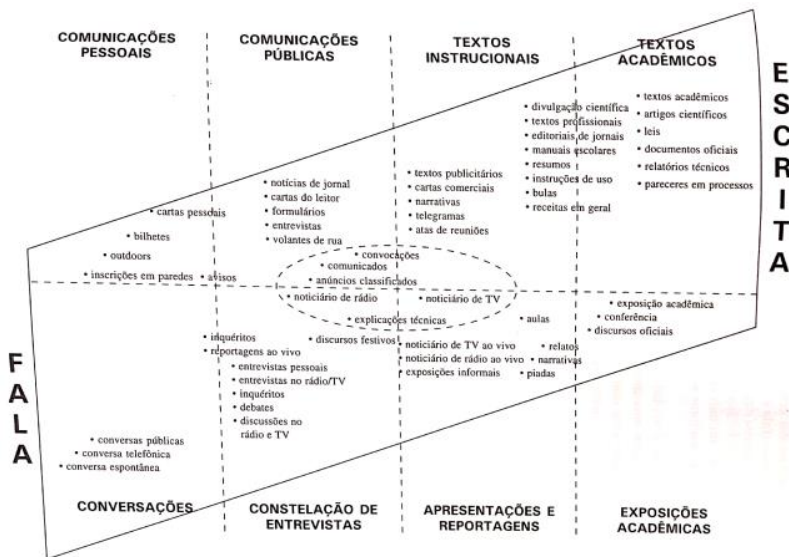 COMUNICAÇÕES
PESSOAIS
COMUNICAÇÕES
PÚBLICAS
TEXTOS
INSTRUCIONAIS
TEXTOS
ACADÊMICOS
ESCRITA
• cartas pessoais
• bilhetes
• outdoors
• inscrições em paredes
• avisos
• notícias de jornal
• cartas do leitor
• formulários
• entrevistas
• volantes de rua
• textos publicitários
• cartas comerciais
• narrativas
• telegramas
• atas de reuniões
• divulgação científica
• textos profissionais
• editoriais de jornais
• manuais escolares
• resumos
• instruções de uso
• bulas
• receitas em geral
• textos acadêmicos
• artigos científicos
• leis
• documentos oficiais
• relatórios técnicos
• pareceres em processos
• convocações
• comunicados
• anúncios classificados
• noticiário de rádio
• noticiário de TV
• explicações técnicas
• inquéritos
• reportagens ao vivo
• entrevistas pessoais
• entrevistas no rádio/TV
• inquéritos
• debates
• discussões no
rádio e TV
• discursos festivos
• noticiário de TV ao vivo
• noticiário de rádio ao vivo
• exposições informais
• aulas
• relatos
• narrativas
• piadas
• exposição acadêmica
• conferência
• discursos oficiais
FALA
• conversas públicas
• conversa telefônica
• conversa espontânea
CONVERSAÇÕES
CONSTELAÇÃO DE
ENTREVISTAS
APRESENTAÇÕES E
REPORTAGENS
EXPOSIÇÕES
ACADÊMICAS